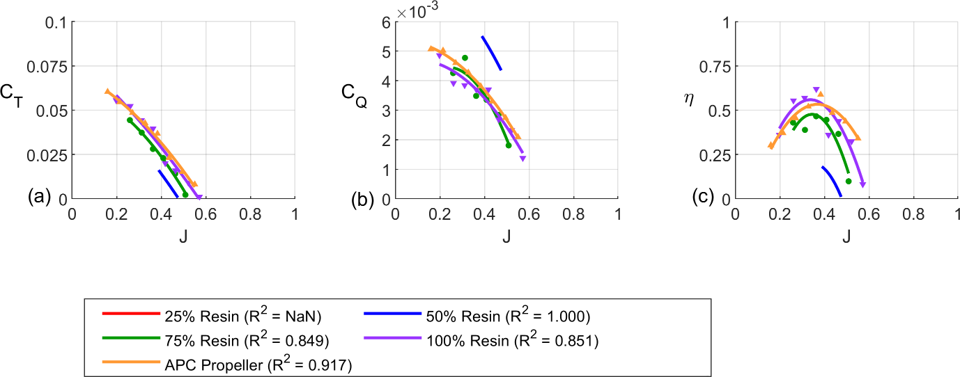 0.1
0.075
0.05
0.025
0
C_T
(a)
0 0.2 0.4 0.6 0.8 1
J
×10⁻³
6
5
4
3
2
1
0
C_Q
(b)
0 0.2 0.4 0.6 0.8 1
J
1
0.75
0.5
0.25
0
η
(c)
0 0.2 0.4 0.6 0.8 1
J
25% Resin (R² = NaN)
50% Resin (R² = 1.000)
75% Resin (R² = 0.849)
100% Resin (R² = 0.851)
APC Propeller (R² = 0.917)